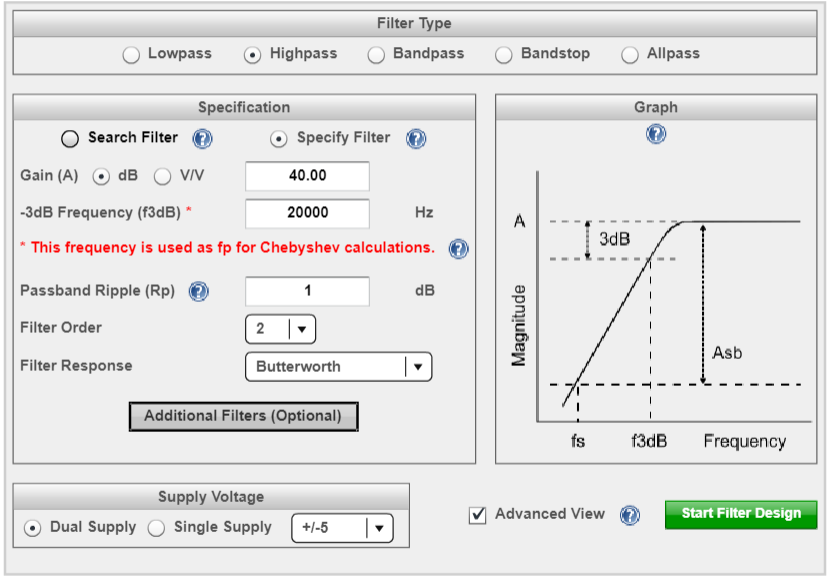 Filter Type
Lowpass Highpass Bandpass Bandstop Allpass
Specification
Search Filter ? Specify Filter ?
Gain (A) dB V/V 40.00
-3dB Frequency (f3dB) * 20000 Hz
* This frequency is used as fp for Chebyshev calculations. ?
Passband Ripple (Rp) ? 1 dB
Filter Order 2
Filter Response Butterworth
Additional Filters (Optional)
Graph
?
A
3dB
Magnitude
Asb
fs f3dB Frequency
Supply Voltage
Dual Supply Single Supply +/-5
Advanced View ? Start Filter Design